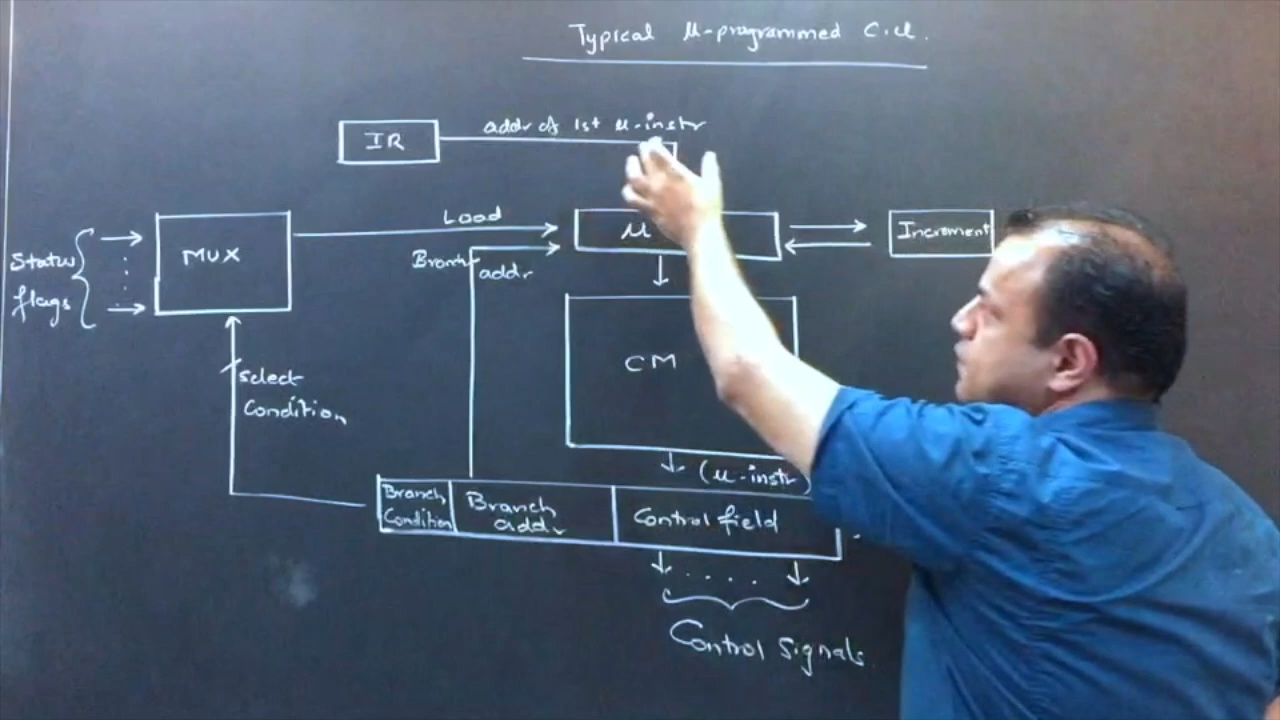 Typical μ-programmed C.U.
IR
addr of 1st μ-instr
Load
μ
Increment
MUX
Status
flags
Branch
addr
CM
select
Condition
(μ-instr)
Branch
Condition
Branch
addr
Control field
Control Signals